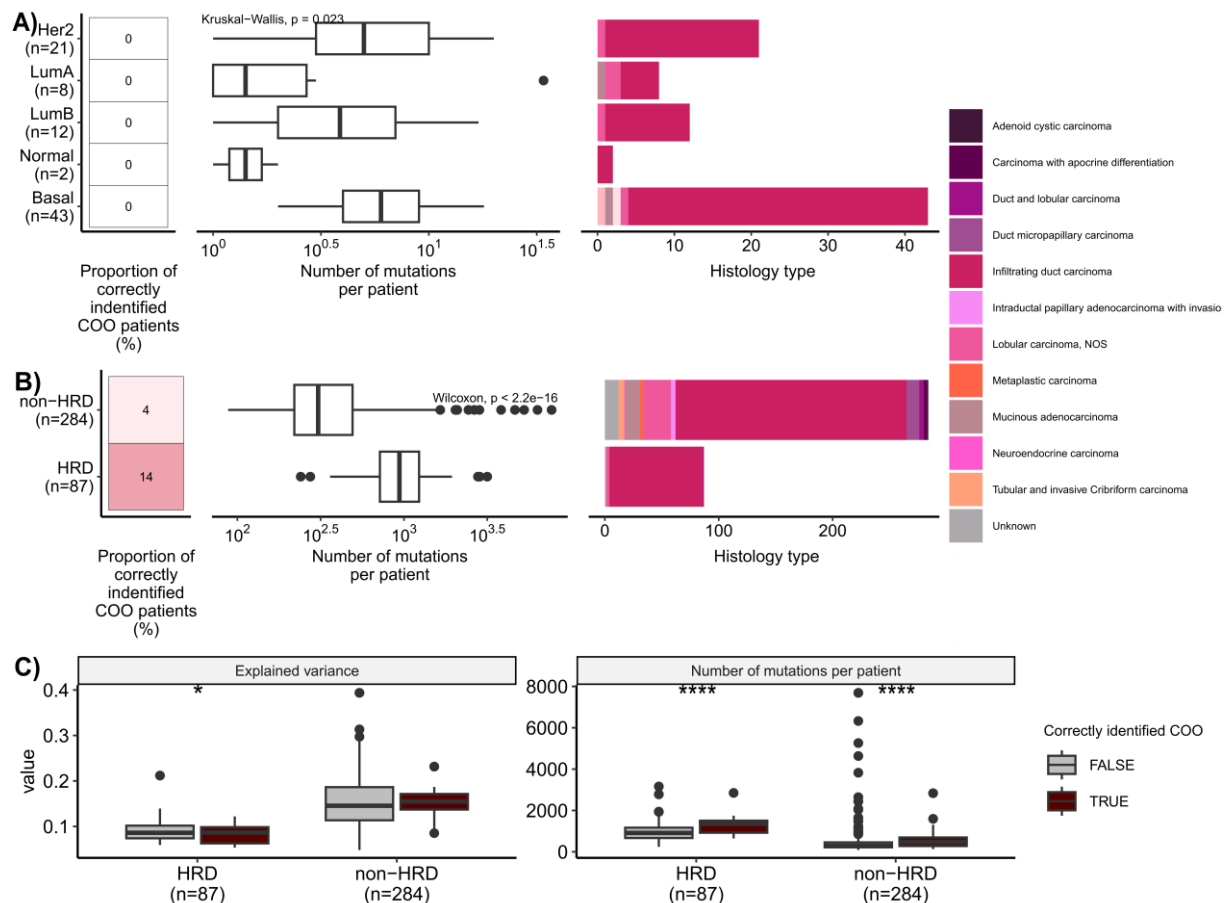 A)
Her2
(n=21)
LumA
(n=8)
LumB
(n=12)
Normal
(n=2)
Basal
(n=43)
0
0
0
0
0
Proportion of
correctly
indentified
COO patients
(%)
Kruskal−Wallis, p = 0.023
10^0
10^0.5
10^1
10^1.5
Number of mutations
per patient
0
10
20
30
40
Histology type
Adenoid cystic carcinoma
Carcinoma with apocrine differentiation
Duct and lobular carcinoma
Duct micropapillary carcinoma
Infiltrating duct carcinoma
Intraductal papillary adenocarcinoma with invasio
Lobular carcinoma, NOS
Metaplastic carcinoma
Mucinous adenocarcinoma
Neuroendocrine carcinoma
Tubular and invasive Cribriform carcinoma
Unknown
B)
non−HRD
(n=284)
HRD
(n=87)
4
14
Proportion of
correctly
indentified
COO patients
(%)
Wilcoxon, p < 2.2e−16
10^2
10^2.5
10^3
10^3.5
Number of mutations
per patient
0
100
200
Histology type
C)
Explained variance
value
0.4
0.3
0.2
0.1
*
HRD
(n=87)
non−HRD
(n=284)
Number of mutations per patient
8000
6000
4000
2000
0
****
****
HRD
(n=87)
non−HRD
(n=284)
Correctly identified COO
FALSE
TRUE